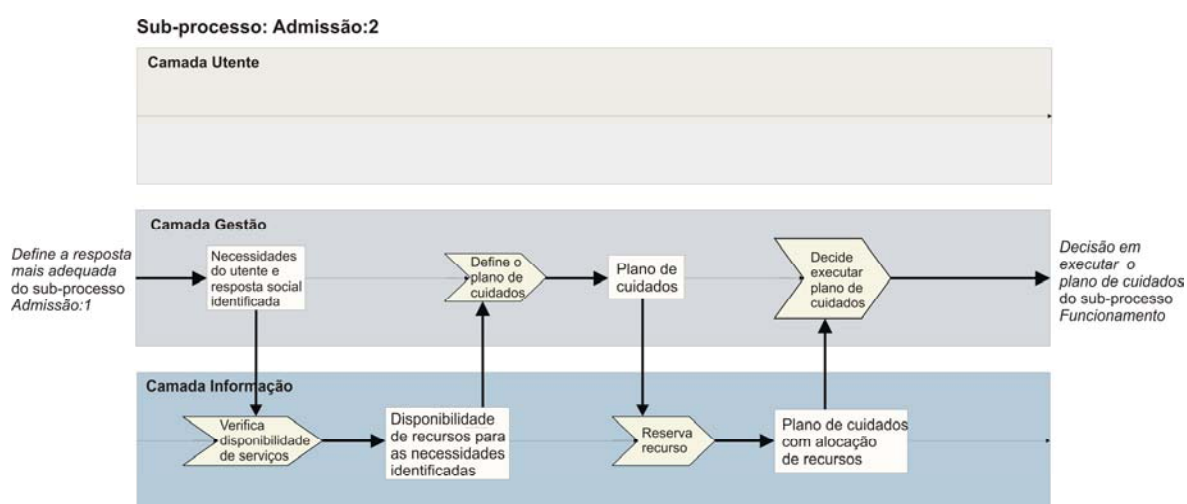 Sub-processo: Admissão:2
Camada Utente
Camada Gestão
Define a resposta
mais adequada
do sub-processo
Admissão:1
Necessidades
do utente e
resposta social
identificada
Define o
plano de
cuidados
Plano de
cuidados
Decide
executar
plano de
cuidados
Decisão em
executar o
plano de cuidados
do sub-processo
Funcionamento
Camada Informação
Verifica
disponibilidade
de serviços
Disponibilidade
de recursos para
as necessidades
identificadas
Reserva
recurso
Plano de cuidados
com alocação
de recursos